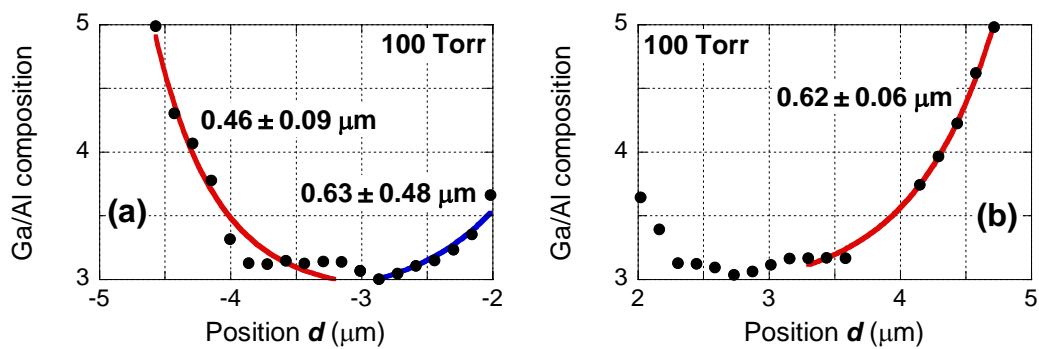 100 Torr
0.46 ± 0.09 μm
0.63 ± 0.48 μm
(a)
Ga/Al composition
5
4
3
-5
-4
-3
-2
Position d (μm)
100 Torr
0.62 ± 0.06 μm
(b)
Ga/Al composition
5
4
3
2
3
4
5
Position d (μm)